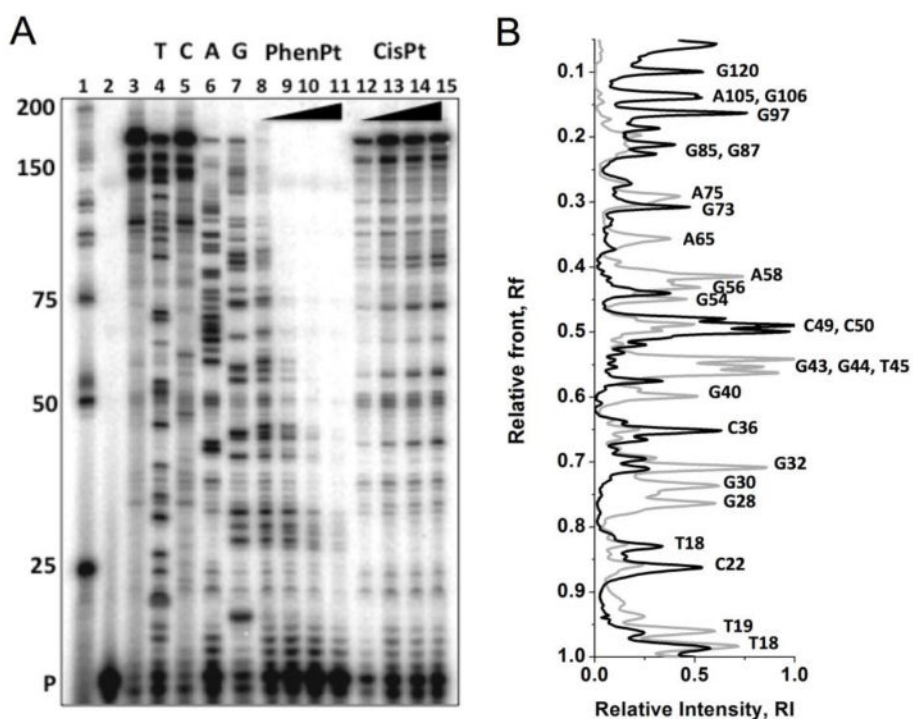 A
T C A G PhenPt CisPt
1 2 3 4 5 6 7 8 9 10 11 12 13 14 15
200
150
75
50
25
P
B
0.1
0.2
0.3
0.4
0.5
0.6
0.7
0.8
0.9
1.0
Relative front, Rf
G120
A105, G106
G97
G85, G87
A75
G73
A65
A58
G56
G54
C49, C50
G43, G44, T45
G40
C36
G32
G30
G28
T18
C22
T19
T18
0.0 0.5 1.0
Relative Intensity, RI